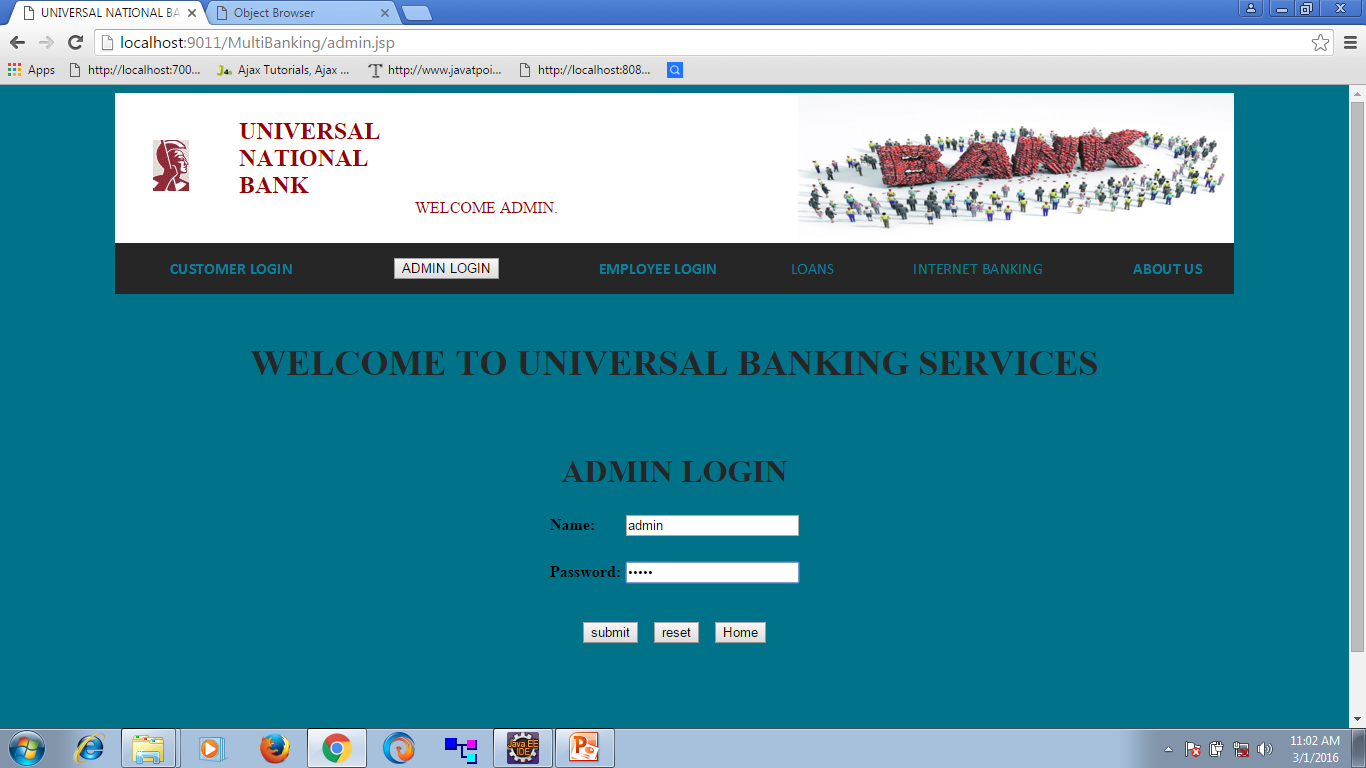 UNIVERSAL NATIONAL BA
Object Browser
localhost:9011/MultiBanking/admin.jsp
Apps
http://localhost:700...
Ajax Tutorials, Ajax ...
http://www.javatpoi...
http://localhost:808...
UNIVERSAL
NATIONAL
BANK
WELCOME ADMIN.
BANK
CUSTOMER LOGIN
ADMIN LOGIN
EMPLOYEE LOGIN
LOANS
INTERNET BANKING
ABOUT US
WELCOME TO UNIVERSAL BANKING SERVICES
ADMIN LOGIN
Name:
admin
Password:
•••••
submit
reset
Home
Java EE
IDE
11:02 AM
3/1/2016